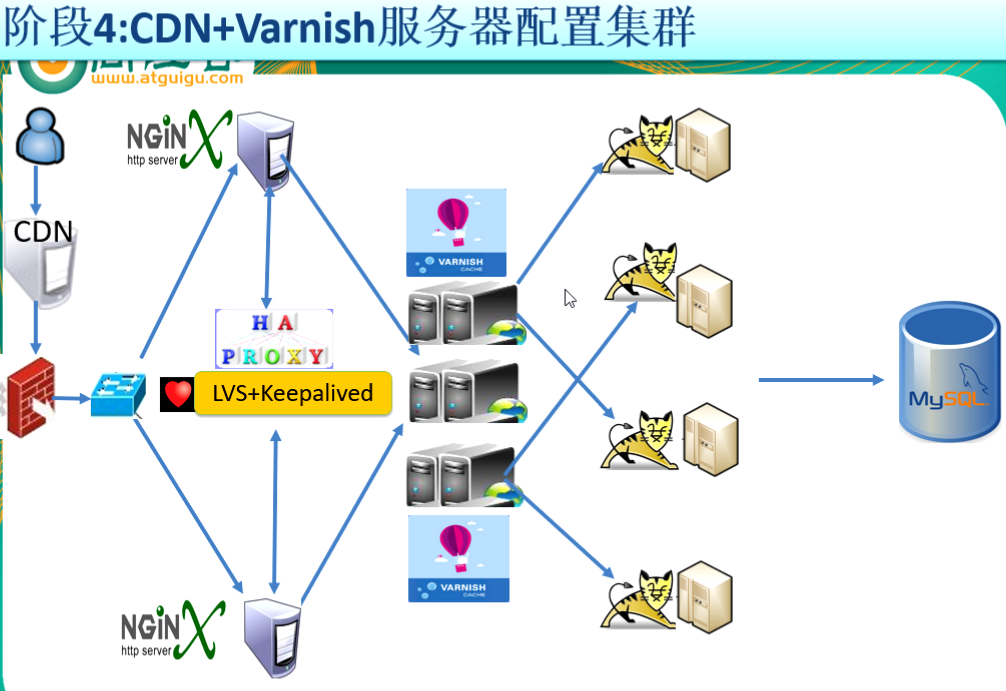 阶段4:CDN+Varnish服务器配置集群
www.atguigu.com
NGiNX
http server
CDN
VARNISH
CACHE
HA
PROXY
LVS+Keepalived
MySQL
VARNISH
CACHE
NGiNX
http server